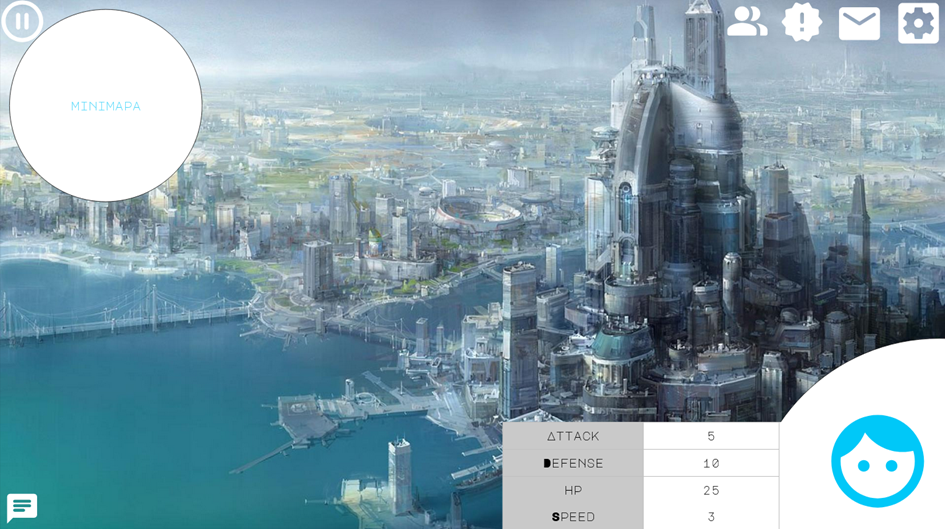 MINIMAPA
ATTACK 5
DEFENSE 10
HP 25
SPEED 3